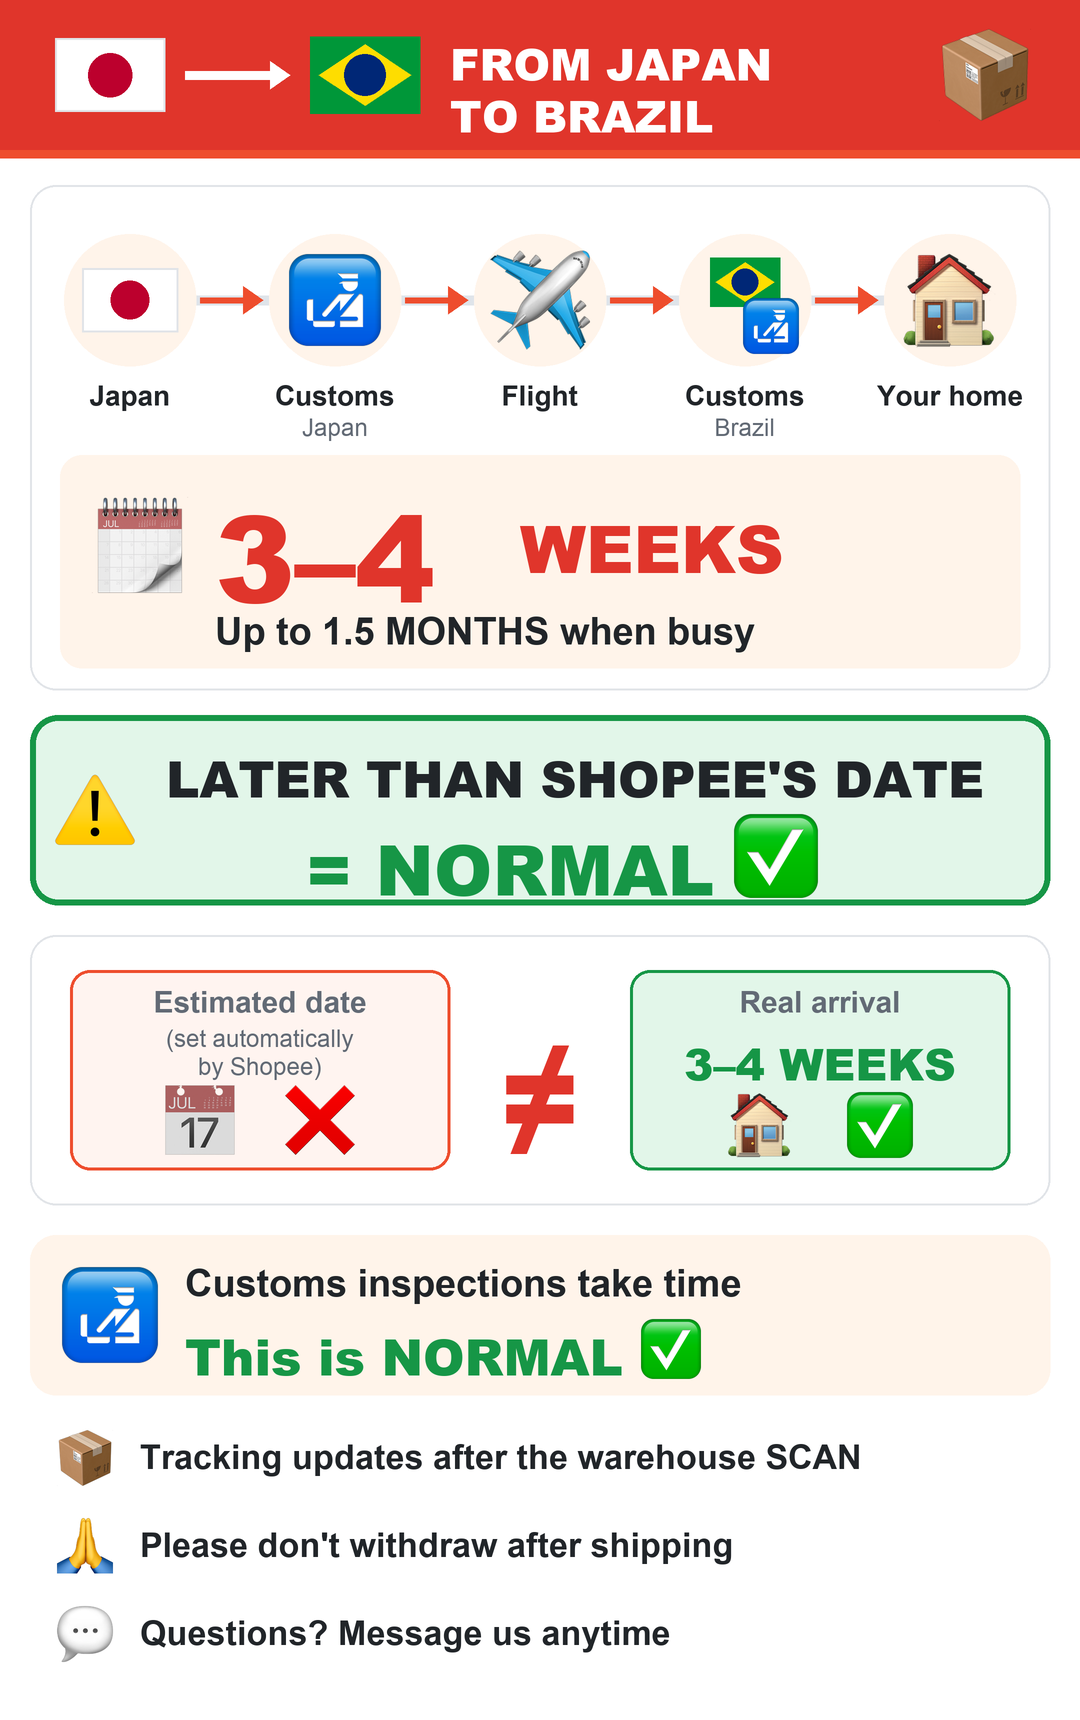 FROM JAPAN
TO BRAZIL
Japan
Customs
Japan
Flight
Customs
Brazil
Your home
JUL
3–4 WEEKS
Up to 1.5 MONTHS when busy
LATER THAN SHOPEE'S DATE
= NORMAL
Estimated date
(set automatically
by Shopee)
JUL
17
≠
Real arrival
3–4 WEEKS
Customs inspections take time
This is NORMAL
Tracking updates after the warehouse SCAN
Please don't withdraw after shipping
Questions? Message us anytime